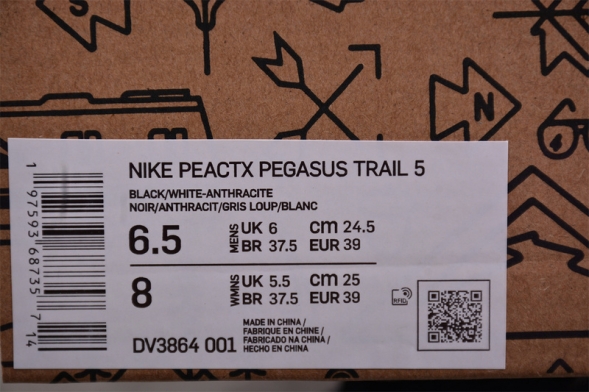 N
NIKE PEACTX PEGASUS TRAIL 5
BLACK/WHITE-ANTHRACITE
NOIR/ANTHRACIT/GRIS LOUP/BLANC
6.5 MENS UK 6 cm 24.5
BR 37.5 EUR 39
8 WMNS UK 5.5 cm 25
BR 37.5 EUR 39
RFID
DV3864 001
MADE IN CHINA /
FABRIQUE EN CHINE /
FABRICADO NA CHINA /
HECHO EN CHINA
1 97593 68735 7 14